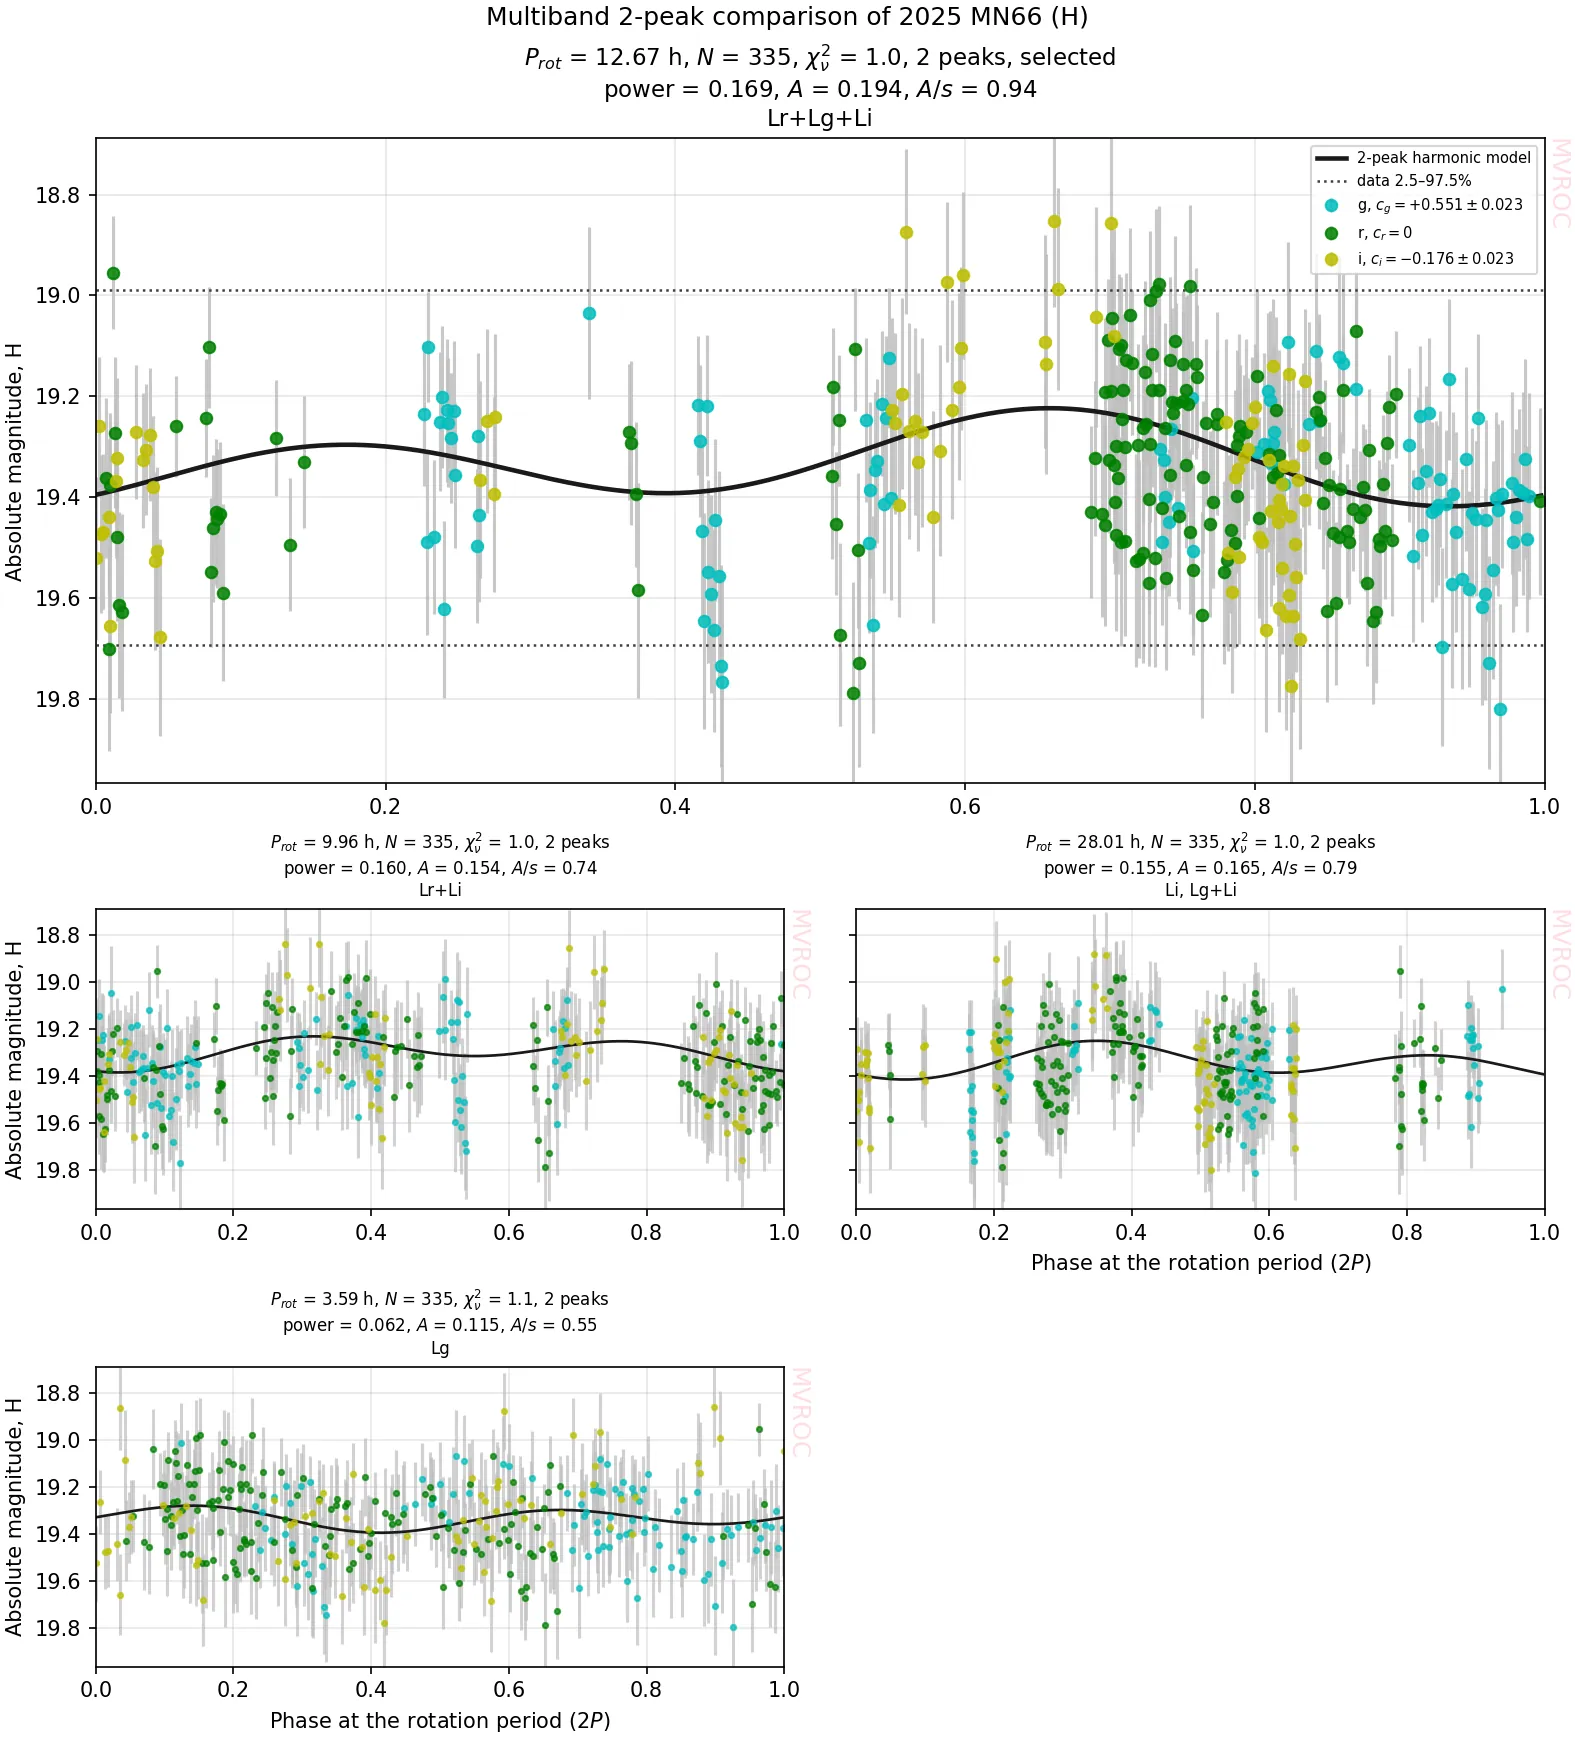 Multiband 2-peak comparison of 2025 MN66 (H)
P_rot = 12.67 h, N = 335, χ²_ν = 1.0, 2 peaks, selected
power = 0.169, A = 0.194, A/s = 0.94
Lr+Lg+Li
MVROC
2-peak harmonic model
data 2.5–97.5%
g, c_g = +0.551 ± 0.023
r, c_r = 0
i, c_i = −0.176 ± 0.023
Absolute magnitude, H
18.8
19.0
19.2
19.4
19.6
19.8
0.0 0.2 0.4 0.6 0.8 1.0
P_rot = 9.96 h, N = 335, χ²_ν = 1.0, 2 peaks
power = 0.160, A = 0.154, A/s = 0.74
Lr+Li
MVROC
Absolute magnitude, H
18.8
19.0
19.2
19.4
19.6
19.8
0.0 0.2 0.4 0.6 0.8 1.0
P_rot = 28.01 h, N = 335, χ²_ν = 1.0, 2 peaks
power = 0.155, A = 0.165, A/s = 0.79
Li, Lg+Li
MVROC
0.0 0.2 0.4 0.6 0.8 1.0
Phase at the rotation period (2P)
P_rot = 3.59 h, N = 335, χ²_ν = 1.1, 2 peaks
power = 0.062, A = 0.115, A/s = 0.55
Lg
MVROC
Absolute magnitude, H
18.8
19.0
19.2
19.4
19.6
19.8
0.0 0.2 0.4 0.6 0.8 1.0
Phase at the rotation period (2P)